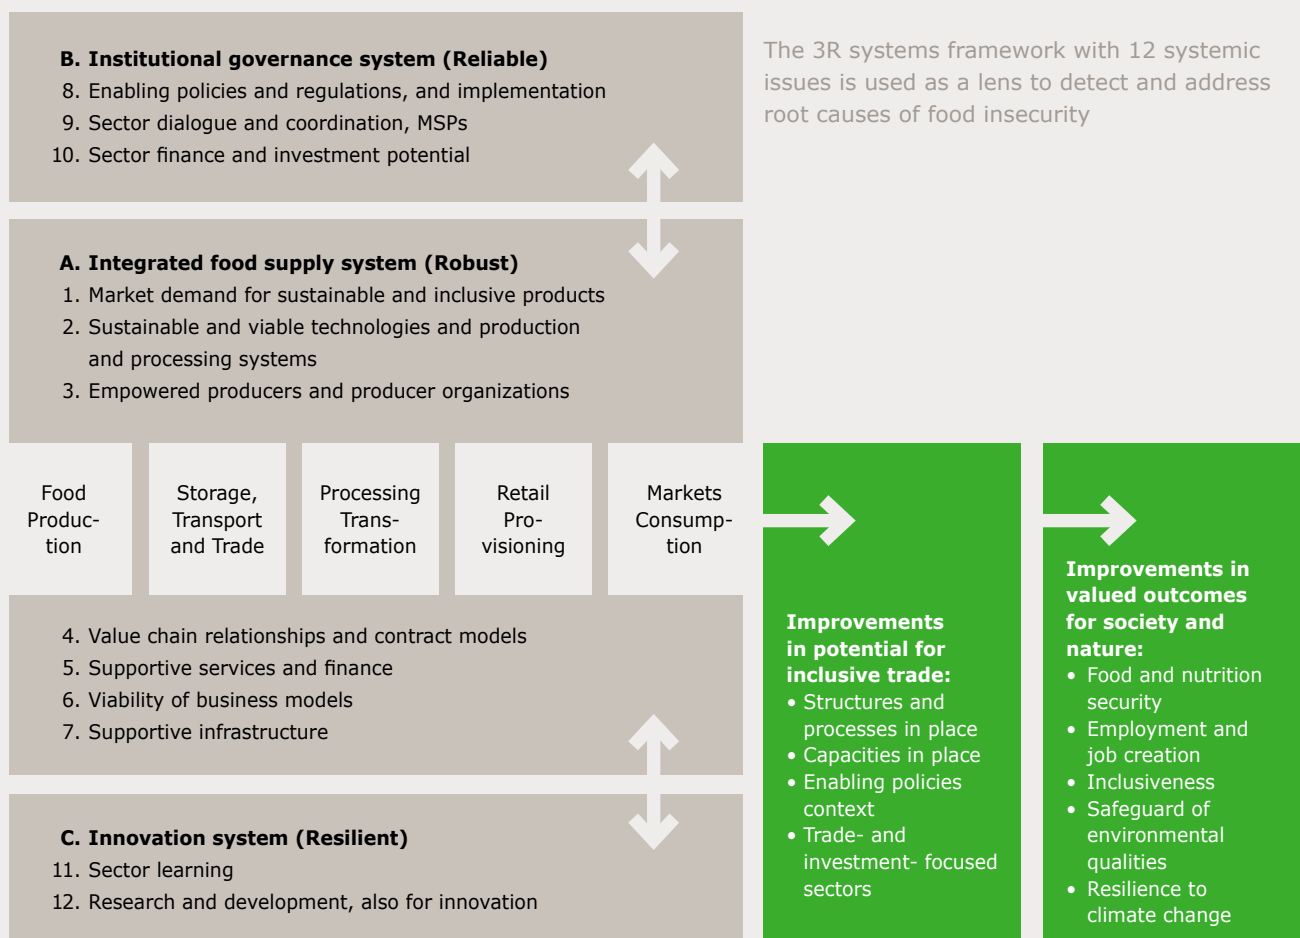 B. Institutional governance system (Reliable)
8. Enabling policies and regulations, and implementation
9. Sector dialogue and coordination, MSPs
10. Sector finance and investment potential
The 3R systems framework with 12 systemic
issues is used as a lens to detect and address
root causes of food insecurity
A. Integrated food supply system (Robust)
1. Market demand for sustainable and inclusive products
2. Sustainable and viable technologies and production
and processing systems
3. Empowered producers and producer organizations
Food
Produc-
tion
Storage,
Transport
and Trade
Processing
Trans-
formation
Retail
Pro-
visioning
Markets
Consump-
tion
4. Value chain relationships and contract models
5. Supportive services and finance
6. Viability of business models
7. Supportive infrastructure
C. Innovation system (Resilient)
11. Sector learning
12. Research and development, also for innovation
Improvements
in potential for
inclusive trade:
• Structures and
processes in place
• Capacities in place
• Enabling policies
context
• Trade- and
investment- focused
sectors
Improvements in
valued outcomes
for society and
nature:
• Food and nutrition
security
• Employment and
job creation
• Inclusiveness
• Safeguard of
environmental
qualities
• Resilience to
climate change